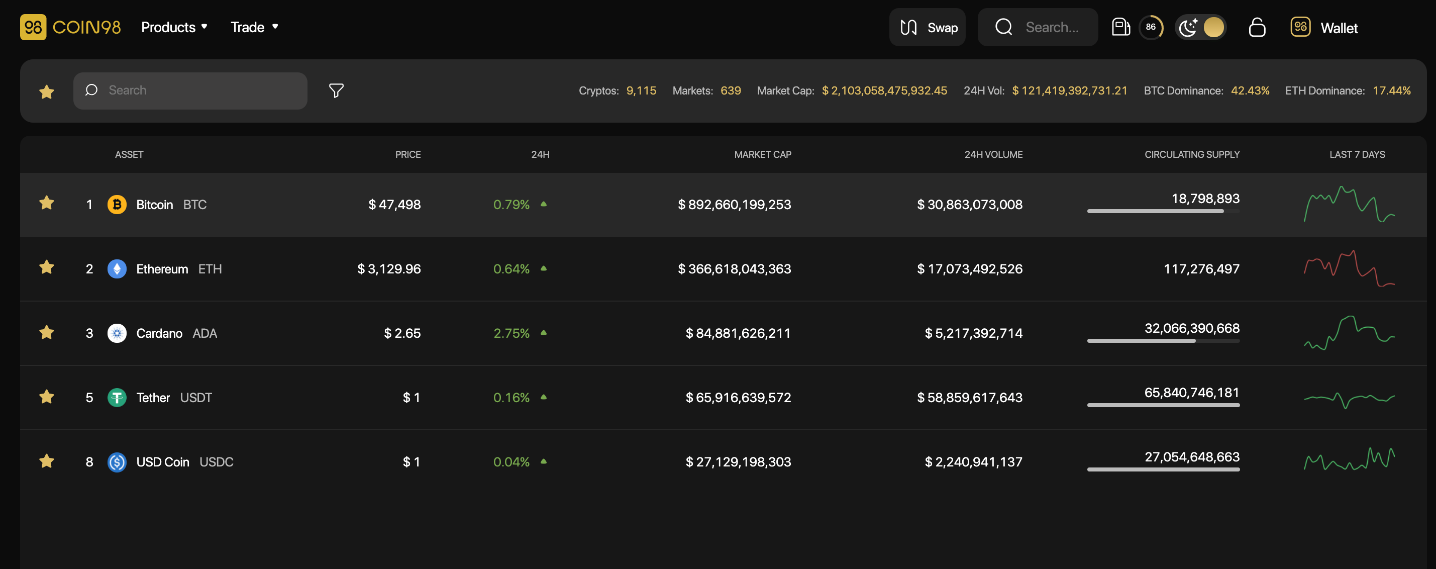 98 COIN98 Products Trade Swap Search... 86 98 Wallet
Search Cryptos: 9,115 Markets: 639 Market Cap: $ 2,103,058,475,932.45 24H Vol: $ 121,419,392,731.21 BTC Dominance: 42.43% ETH Dominance: 17.44%
ASSET PRICE 24H MARKET CAP 24H VOLUME CIRCULATING SUPPLY LAST 7 DAYS
1 Bitcoin BTC $ 47,498 0.79% $ 892,660,199,253 $ 30,863,073,008 18,798,893
2 Ethereum ETH $ 3,129.96 0.64% $ 366,618,043,363 $ 17,073,492,526 117,276,497
3 Cardano ADA $ 2.65 2.75% $ 84,881,626,211 $ 5,217,392,714 32,066,390,668
5 Tether USDT $ 1 0.16% $ 65,916,639,572 $ 58,859,617,643 65,840,746,181
8 USD Coin USDC $ 1 0.04% $ 27,129,198,303 $ 2,240,941,137 27,054,648,663